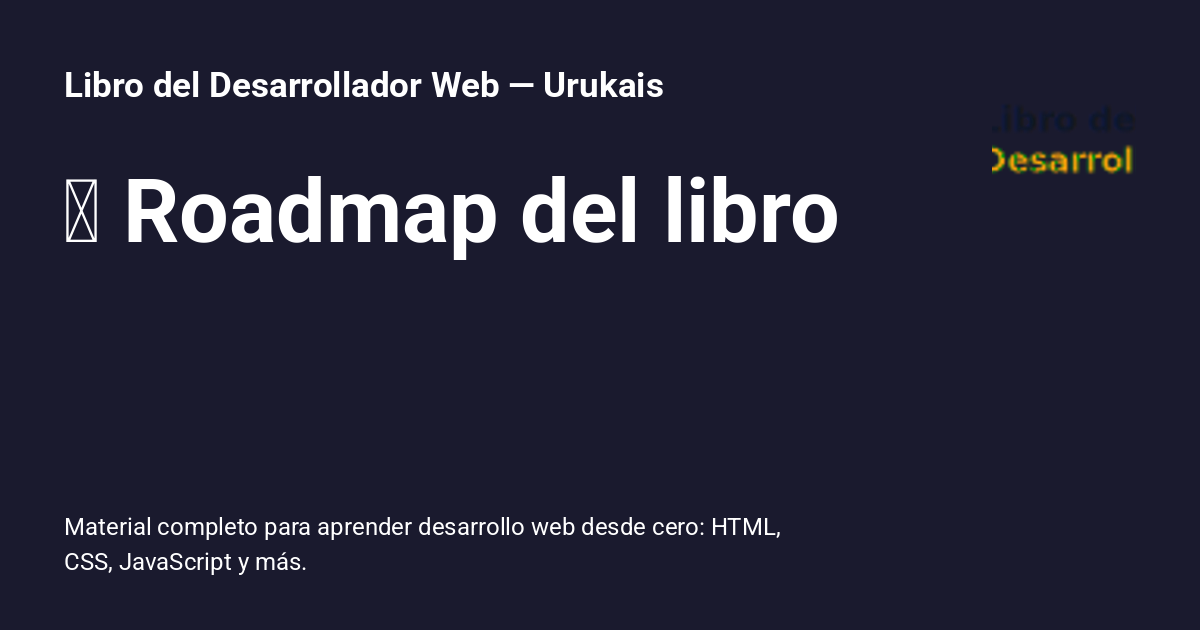 Libro del Desarrollador Web — Urukais
ibro de
Desarrol
Roadmap del libro
Material completo para aprender desarrollo web desde cero: HTML,
CSS, JavaScript y más.